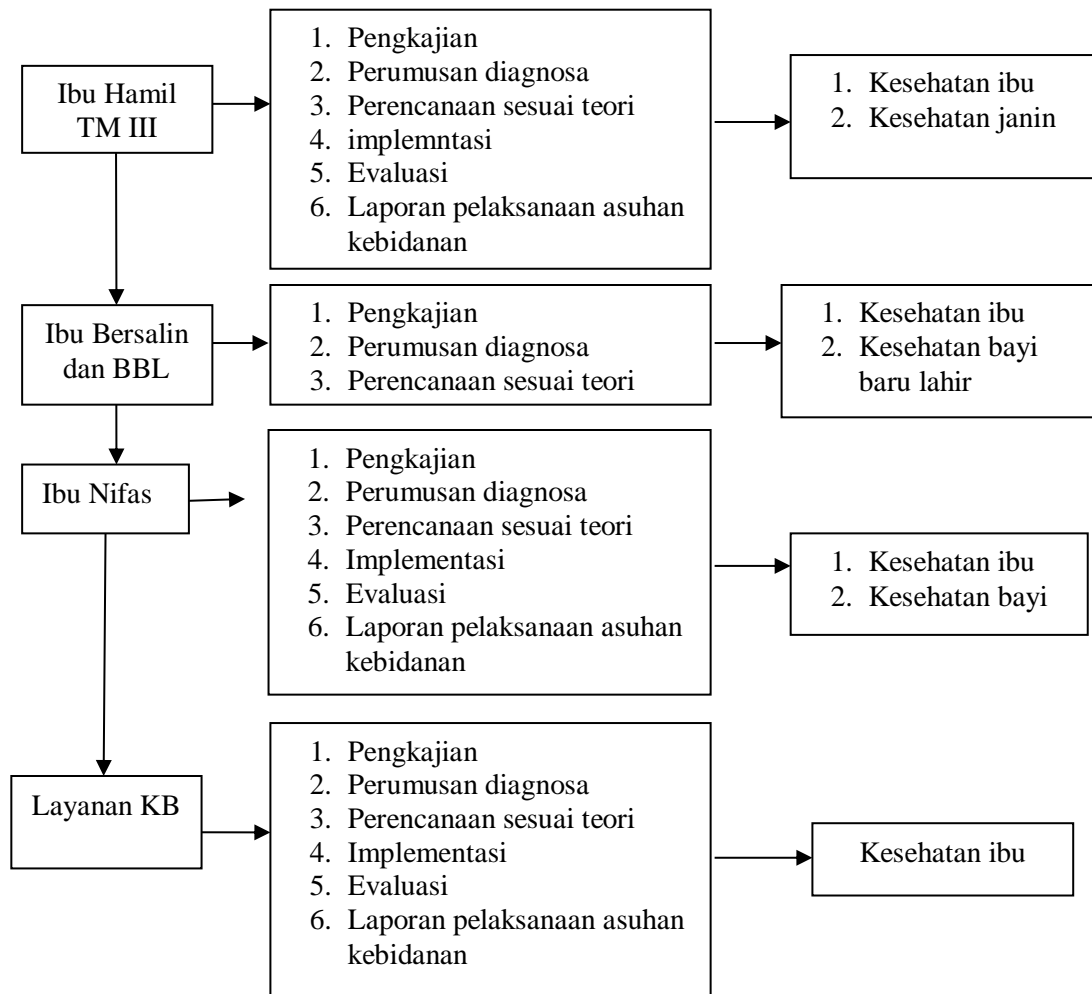 Ibu Hamil
TM III
1. Pengkajian
2. Perumusan diagnosa
3. Perencanaan sesuai teori
4. implemntasi
5. Evaluasi
6. Laporan pelaksanaan asuhan
kebidanan
1. Kesehatan ibu
2. Kesehatan janin
Ibu Bersalin
dan BBL
1. Pengkajian
2. Perumusan diagnosa
3. Perencanaan sesuai teori
1. Kesehatan ibu
2. Kesehatan bayi
baru lahir
Ibu Nifas
1. Pengkajian
2. Perumusan diagnosa
3. Perencanaan sesuai teori
4. Implementasi
5. Evaluasi
6. Laporan pelaksanaan asuhan
kebidanan
1. Kesehatan ibu
2. Kesehatan bayi
Layanan KB
1. Pengkajian
2. Perumusan diagnosa
3. Perencanaan sesuai teori
4. Implementasi
5. Evaluasi
6. Laporan pelaksanaan asuhan
kebidanan
Kesehatan ibu